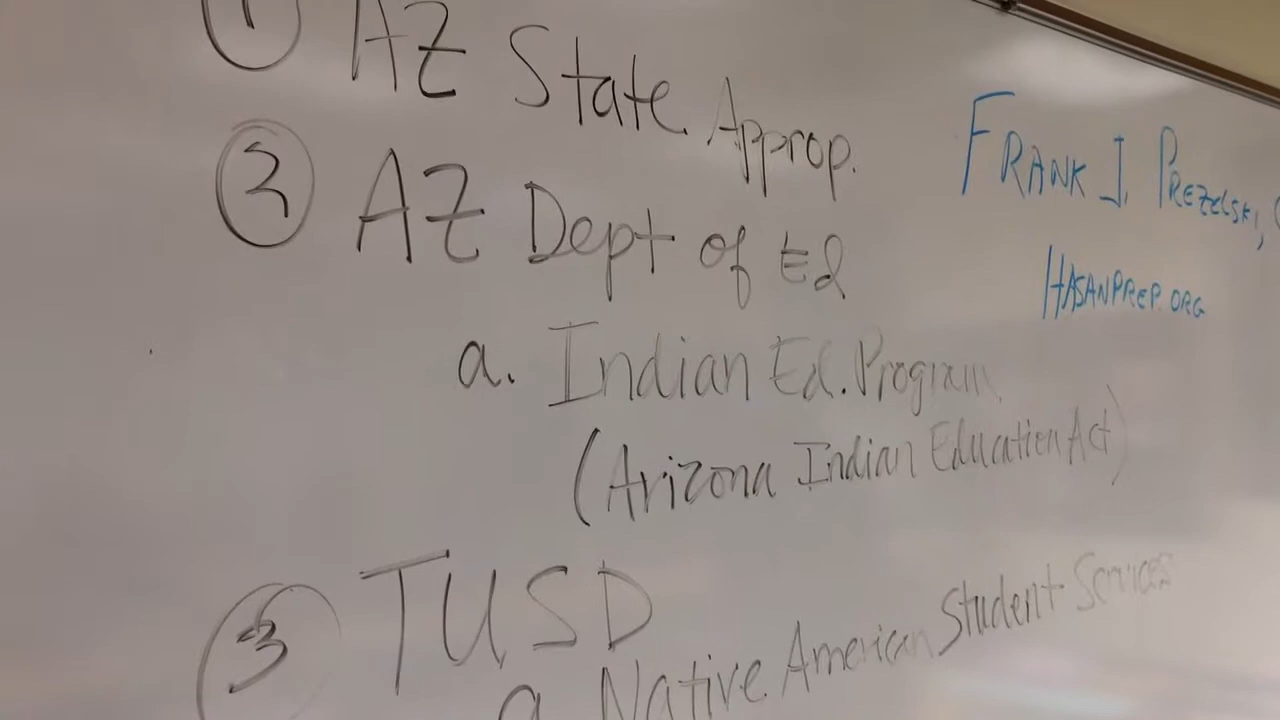 ① AZ State Approp.
② AZ Dept of Ed
a. Indian Ed. Program
(Arizona Indian Education Act)
③ TUSD
a Native American Student Services
FRANK J. PREZELSKI,
HASANPREP.ORG